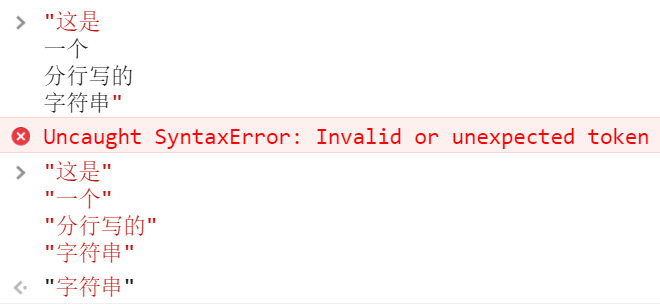 "这是
一个
分行写的
字符串"
Uncaught SyntaxError: Invalid or unexpected token
"这是"
"一个"
"分行写的"
"字符串"
"字符串"